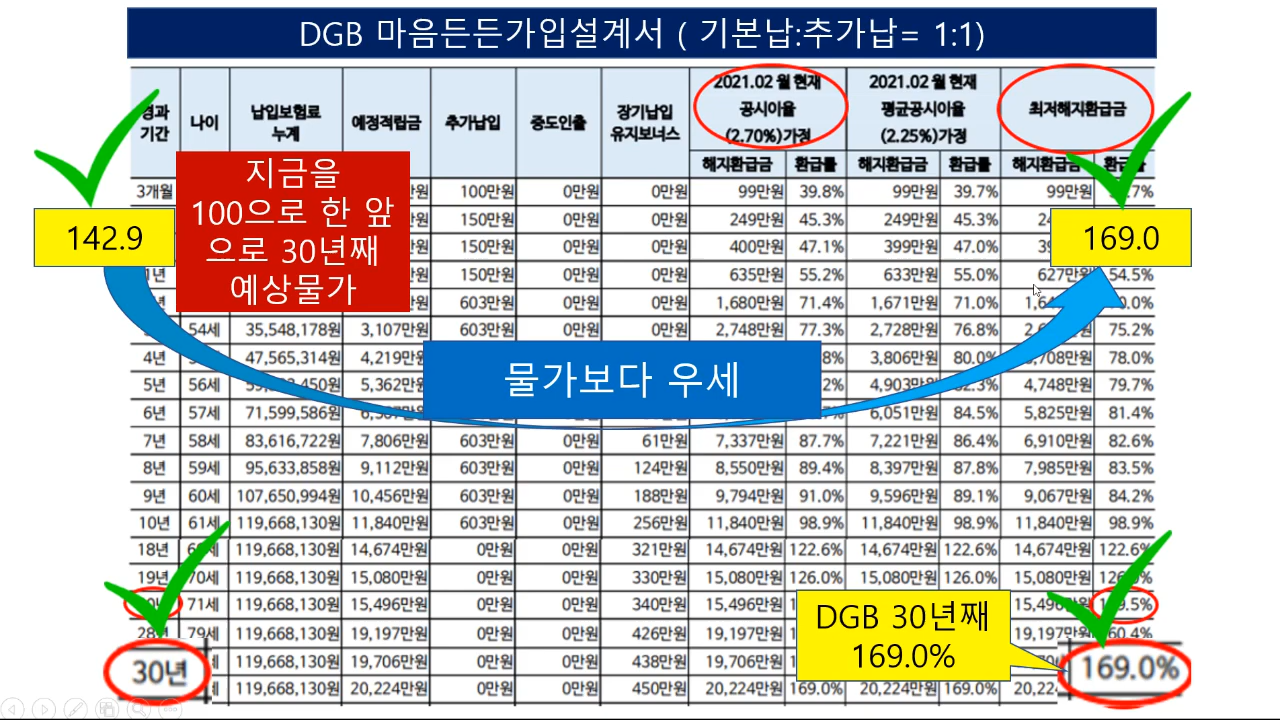 DGB 마음든든가입설계서 ( 기본납:추가납= 1:1)
경과 기간 나이 납입보험료 누계 예정적립금 추가납입 중도인출 장기납입 유지보너스 2021.02 월 현재 공시이율 (2.70%)가정 2021.02 월 현재 평균공시이율 (2.25%)가정 최저해지환급금
해지환급금 환급률 해지환급금 환급률 해지환급금 환급률
3개월 만원 100만원 0만원 0만원 99만원 39.8% 99만원 39.7% 99만원 .7%
150만원 0만원 0만원 249만원 45.3% 249만원 45.3%
150만원 0만원 0만원 400만원 47.1% 399만원 47.0%
1년 150만원 0만원 0만원 635만원 55.2% 633만원 55.0% 627만원 54.5%
603만원 0만원 0만원 1,680만원 71.4% 1,671만원 71.0%
54세 35,548,178원 3,107만원 603만원 0만원 0만원 2,748만원 77.3% 2,728만원 76.8% 75.2%
4년 47,565,314원 4,219만원 3,806만원 80.0% 3,708만원 78.0%
5년 56세 5,362만원 4,903만원 82.3% 4,748만원 79.7%
6년 57세 71,599,586원 6,051만원 84.5% 5,825만원 81.4%
7년 58세 83,616,722원 7,806만원 603만원 0만원 61만원 7,337만원 87.7% 7,221만원 86.4% 6,910만원 82.6%
8년 59세 95,633,858원 9,112만원 603만원 0만원 124만원 8,550만원 89.4% 8,397만원 87.8% 7,985만원 83.5%
9년 60세 107,650,994원 10,456만원 603만원 0만원 188만원 9,794만원 91.0% 9,596만원 89.1% 9,067만원 84.2%
10년 61세 119,668,130원 11,840만원 603만원 0만원 256만원 11,840만원 98.9% 11,840만원 98.9% 11,840만원 98.9%
18년 119,668,130원 14,674만원 0만원 0만원 321만원 14,674만원 122.6% 14,674만원 122.6% 14,674만원 122.6%
19년 70세 119,668,130원 15,080만원 0만원 0만원 330만원 15,080만원 126.0% 15,080만원 126.0% 15,080만원
71세 119,668,130원 15,496만원 0만원 0만원 340만원 15,496만원 15,496만원
28년 79세 119,668,130원 19,197만원 0만원 0만원 426만원 19,197만원 19,197만원
119,668,130원 19,706만원 0만원 0만원 438만원 19,706만원
119,668,130원 20,224만원 0만원 0만원 450만원 20,224만원 169.0% 20,224만원 169.0%
142.9
지금을
100으로 한 앞
으로 30년째
예상물가
169.0
물가보다 우세
DGB 30년째
169.0%
30년
169.0%